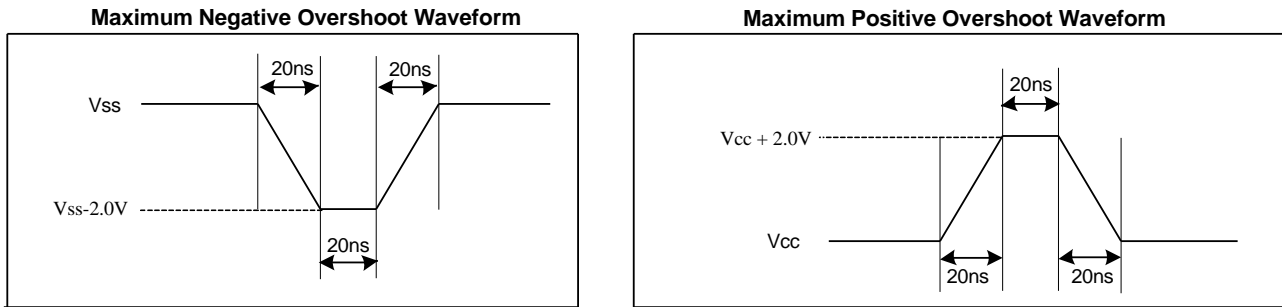 Maximum Negative Overshoot Waveform
20ns
20ns
Vss
Vss-2.0V
20ns
Maximum Positive Overshoot Waveform
20ns
Vcc + 2.0V
Vcc
20ns
20ns